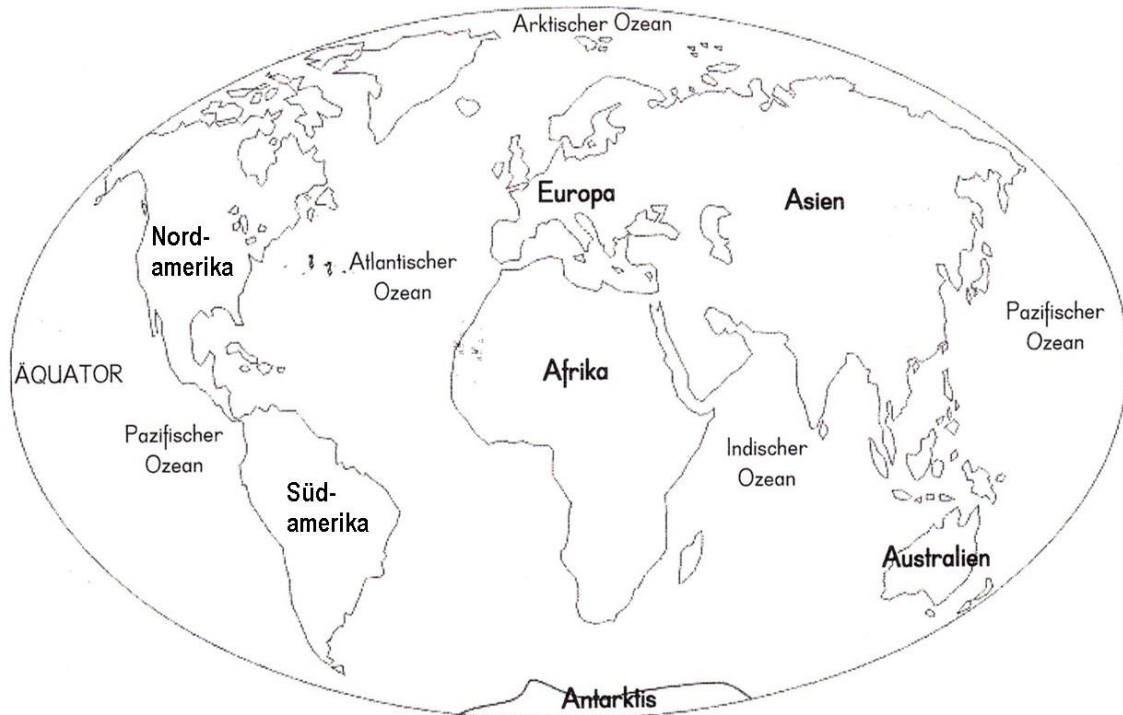 Arktischer Ozean
Europa
Asien
Nord-
amerika
Atlantischer
Ozean
Pazifischer
Ozean
ÄQUATOR
Afrika
Pazifischer
Ozean
Indischer
Ozean
Süd-
amerika
Australien
Antarktis